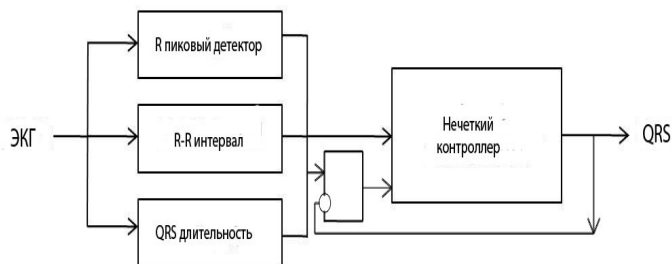 R пиковый детектор
ЭКГ
R-R интервал
QRS длительность
Нечеткий
контроллер
QRS